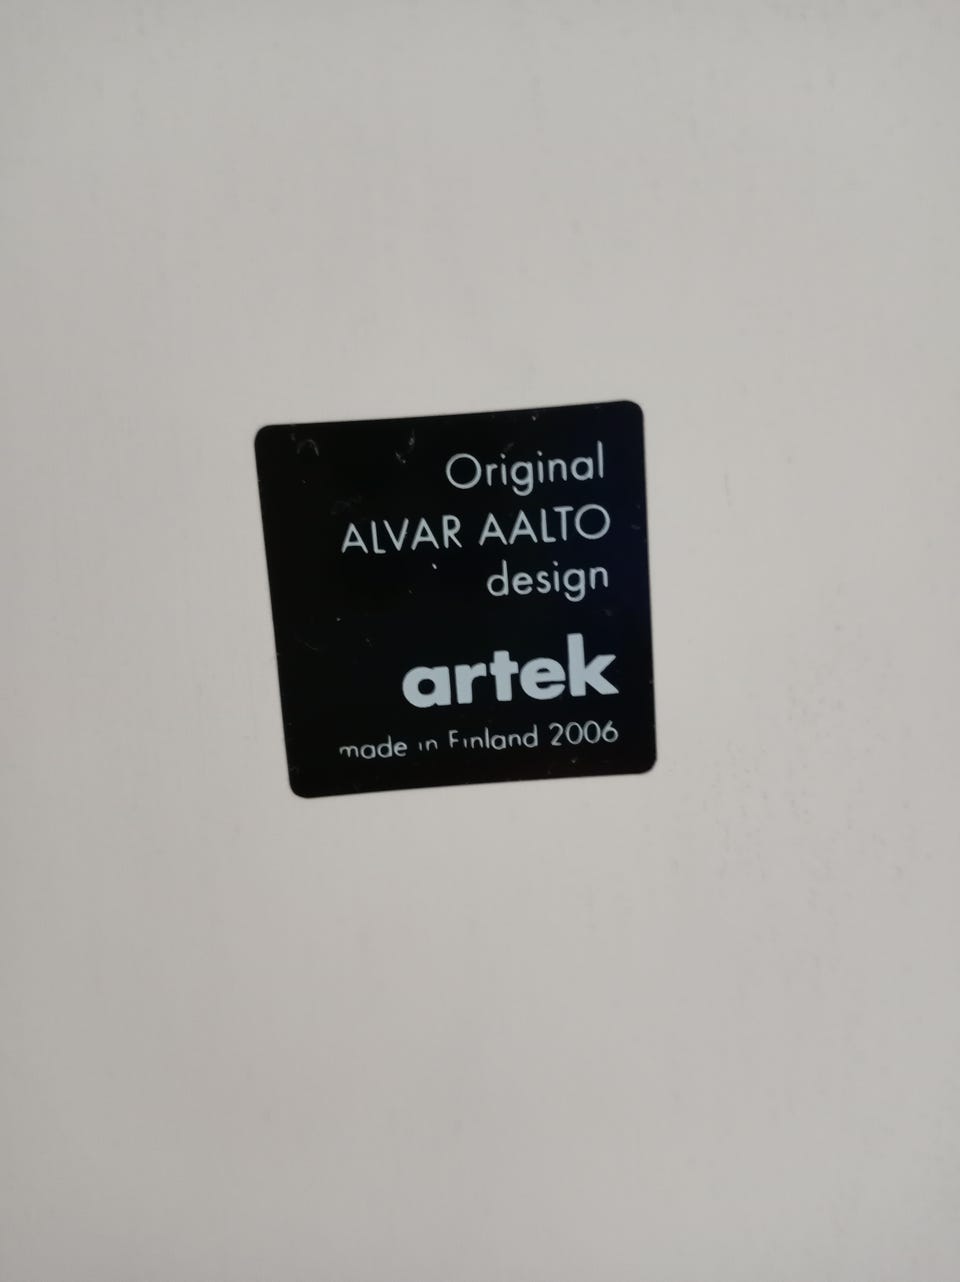 Original
ALVAR AALTO
design
artek
made in Finland 2006